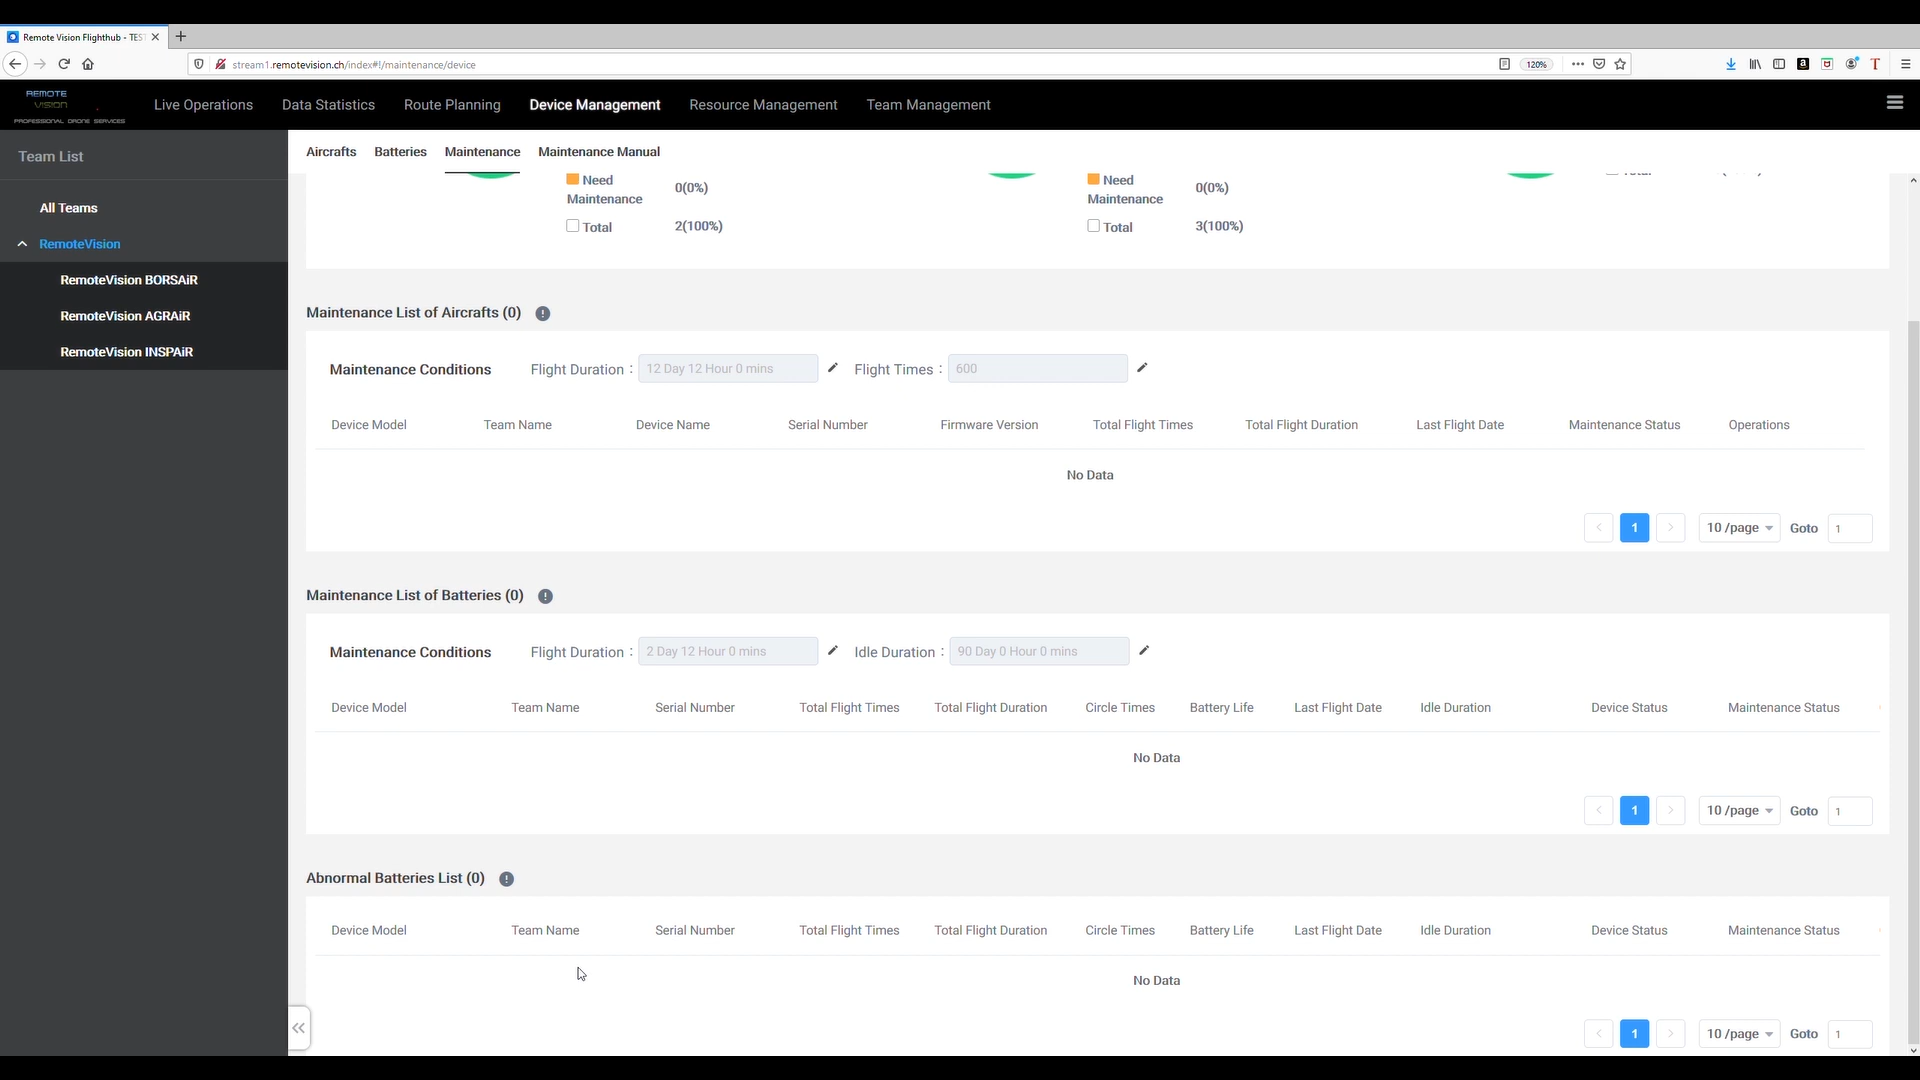 Remote Vision Flighthub - TES
stream1.remotevision.ch/index#!/maintenance/device
120%
REMOTE
VISION
PROFESSIONAL DRONE SERVICES
Live Operations
Data Statistics
Route Planning
Device Management
Resource Management
Team Management
Team List
All Teams
RemoteVision
RemoteVision BORSAiR
RemoteVision AGRAiR
RemoteVision INSPAiR
Aircrafts
Batteries
Maintenance
Maintenance Manual
Need Maintenance 0(0%)
Total 2(100%)
Need Maintenance 0(0%)
Total 3(100%)
Maintenance List of Aircrafts (0)
Maintenance Conditions
Flight Duration : 12 Day 12 Hour 0 mins
Flight Times : 600
Device Model Team Name Device Name Serial Number Firmware Version Total Flight Times Total Flight Duration Last Flight Date Maintenance Status Operations
No Data
< 1 > 10 /page Goto 1
Maintenance List of Batteries (0)
Maintenance Conditions
Flight Duration : 2 Day 12 Hour 0 mins
Idle Duration : 90 Day 0 Hour 0 mins
Device Model Team Name Serial Number Total Flight Times Total Flight Duration Circle Times Battery Life Last Flight Date Idle Duration Device Status Maintenance Status
No Data
< 1 > 10 /page Goto 1
Abnormal Batteries List (0)
Device Model Team Name Serial Number Total Flight Times Total Flight Duration Circle Times Battery Life Last Flight Date Idle Duration Device Status Maintenance Status
No Data
< 1 > 10 /page Goto 1